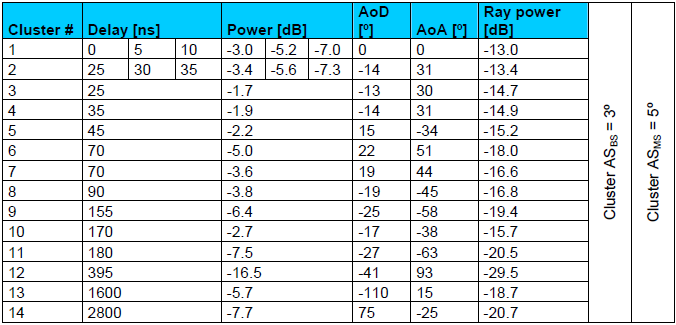 Cluster # Delay [ns] Power [dB] AoD [º] AoA [º] Ray power [dB]
1 0 5 10 -3.0 -5.2 -7.0 0 0 -13.0
2 25 30 35 -3.4 -5.6 -7.3 -14 31 -13.4
3 25 -1.7 -13 30 -14.7
4 35 -1.9 -14 31 -14.9
5 45 -2.2 15 -34 -15.2
6 70 -5.0 22 51 -18.0
7 70 -3.6 19 44 -16.6
8 90 -3.8 -19 -45 -16.8
9 155 -6.4 -25 -58 -19.4
10 170 -2.7 -17 -38 -15.7
11 180 -7.5 -27 -63 -20.5
12 395 -16.5 -41 93 -29.5
13 1600 -5.7 -110 15 -18.7
14 2800 -7.7 75 -25 -20.7
Cluster ASBS = 3º
Cluster ASMS = 5º